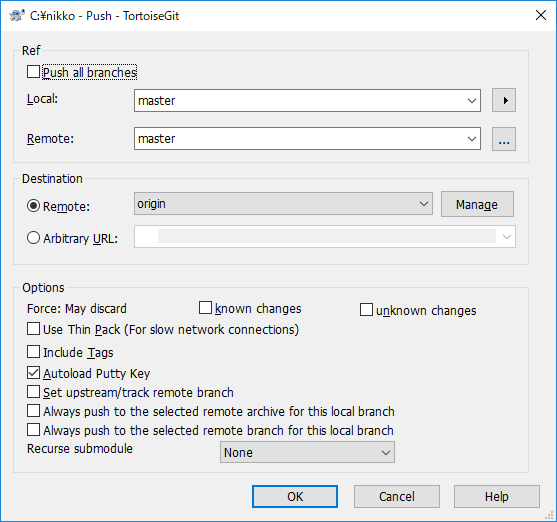 C:¥nikko - Push - TortoiseGit
Ref
Push all branches
Local:
master
Remote:
master
...
Destination
Remote:
origin
Manage
Arbitrary URL:
Options
Force: May discard
known changes
unknown changes
Use Thin Pack (For slow network connections)
Include Tags
Autoload Putty Key
Set upstream/track remote branch
Always push to the selected remote archive for this local branch
Always push to the selected remote branch for this local branch
Recurse submodule
None
OK
Cancel
Help